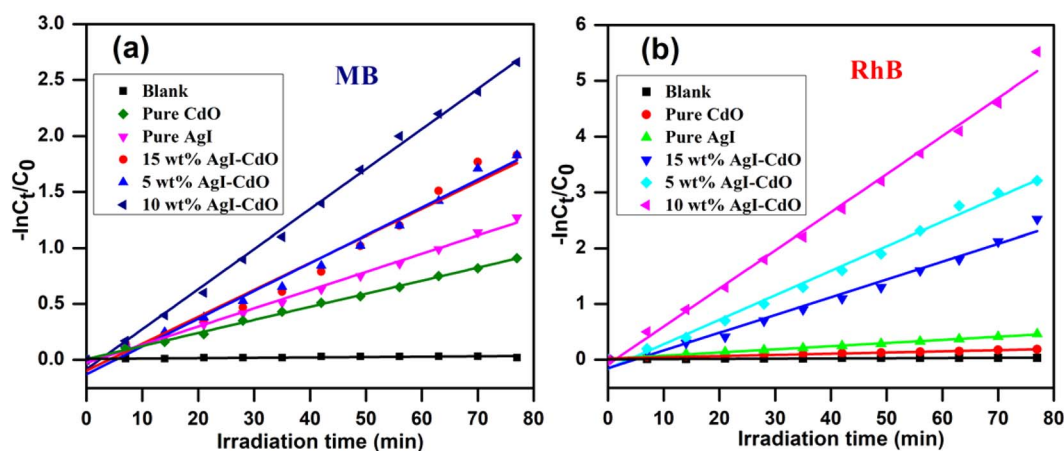 (a)
MB
Blank
Pure CdO
Pure AgI
15 wt% AgI-CdO
5 wt% AgI-CdO
10 wt% AgI-CdO
-lnCt/C0
3.0
2.5
2.0
1.5
1.0
0.5
0.0
0 10 20 30 40 50 60 70 80
Irradiation time (min)
(b)
RhB
Blank
Pure CdO
Pure AgI
15 wt% AgI-CdO
5 wt% AgI-CdO
10 wt% AgI-CdO
-lnCt/C0
6
5
4
3
2
1
0
0 10 20 30 40 50 60 70 80
Irradiation time (min)